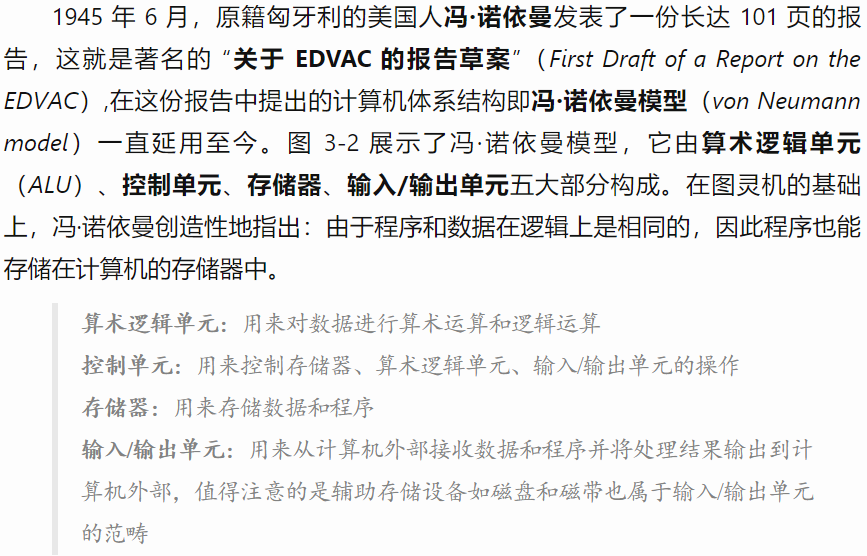 1945 年 6 月，原籍匈牙利的美国人冯·诺依曼发表了一份长达 101 页的报
告，这就是著名的“关于 EDVAC 的报告草案”（First Draft of a Report on the
EDVAC）,在这份报告中提出的计算机体系结构即冯·诺依曼模型（von Neumann
model）一直延用至今。图 3-2 展示了冯·诺依曼模型，它由算术逻辑单元
（ALU）、控制单元、存储器、输入/输出单元五大部分构成。在图灵机的基础
上，冯·诺依曼创造性地指出：由于程序和数据在逻辑上是相同的，因此程序也能
存储在计算机的存储器中。
算术逻辑单元：用来对数据进行算术运算和逻辑运算
控制单元：用来控制存储器、算术逻辑单元、输入/输出单元的操作
存储器：用来存储数据和程序
输入/输出单元：用来从计算机外部接收数据和程序并将处理结果输出到计
算机外部，值得注意的是辅助存储设备如磁盘和磁带也属于输入/输出单元
的范畴